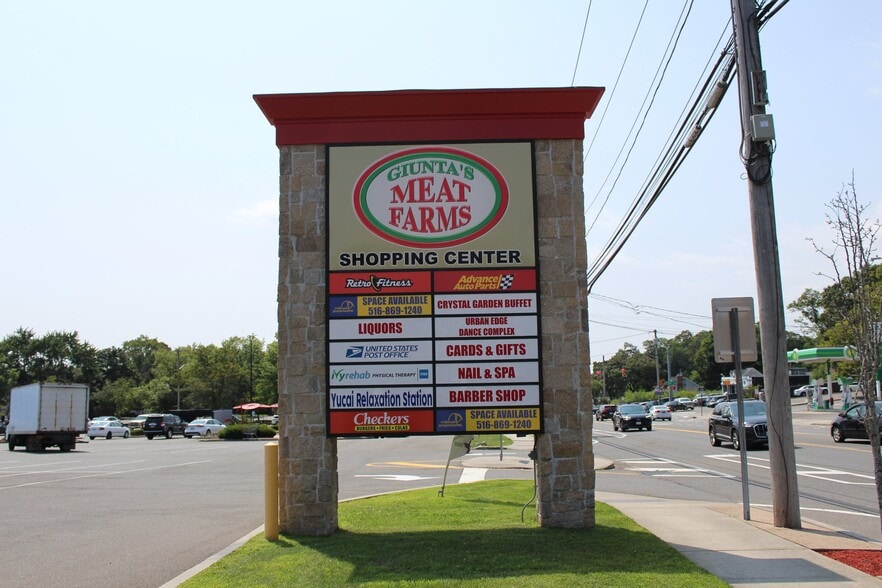 GIUNTA'S
MEAT
FARMS
SHOPPING CENTER
Retro Fitness
Advance
Auto Parts
SPACE AVAILABLE
516-869-1240
CRYSTAL GARDEN BUFFET
LIQUORS
URBAN EDGE
DANCE COMPLEX
UNITED STATES
POST OFFICE
CARDS & GIFTS
ivyrehab PHYSICAL THERAPY
NAIL & SPA
Yucai Relaxation Station
BARBER SHOP
Checkers
BURGERS • FRIES • COLAS
SPACE AVAILABLE
516-869-1240